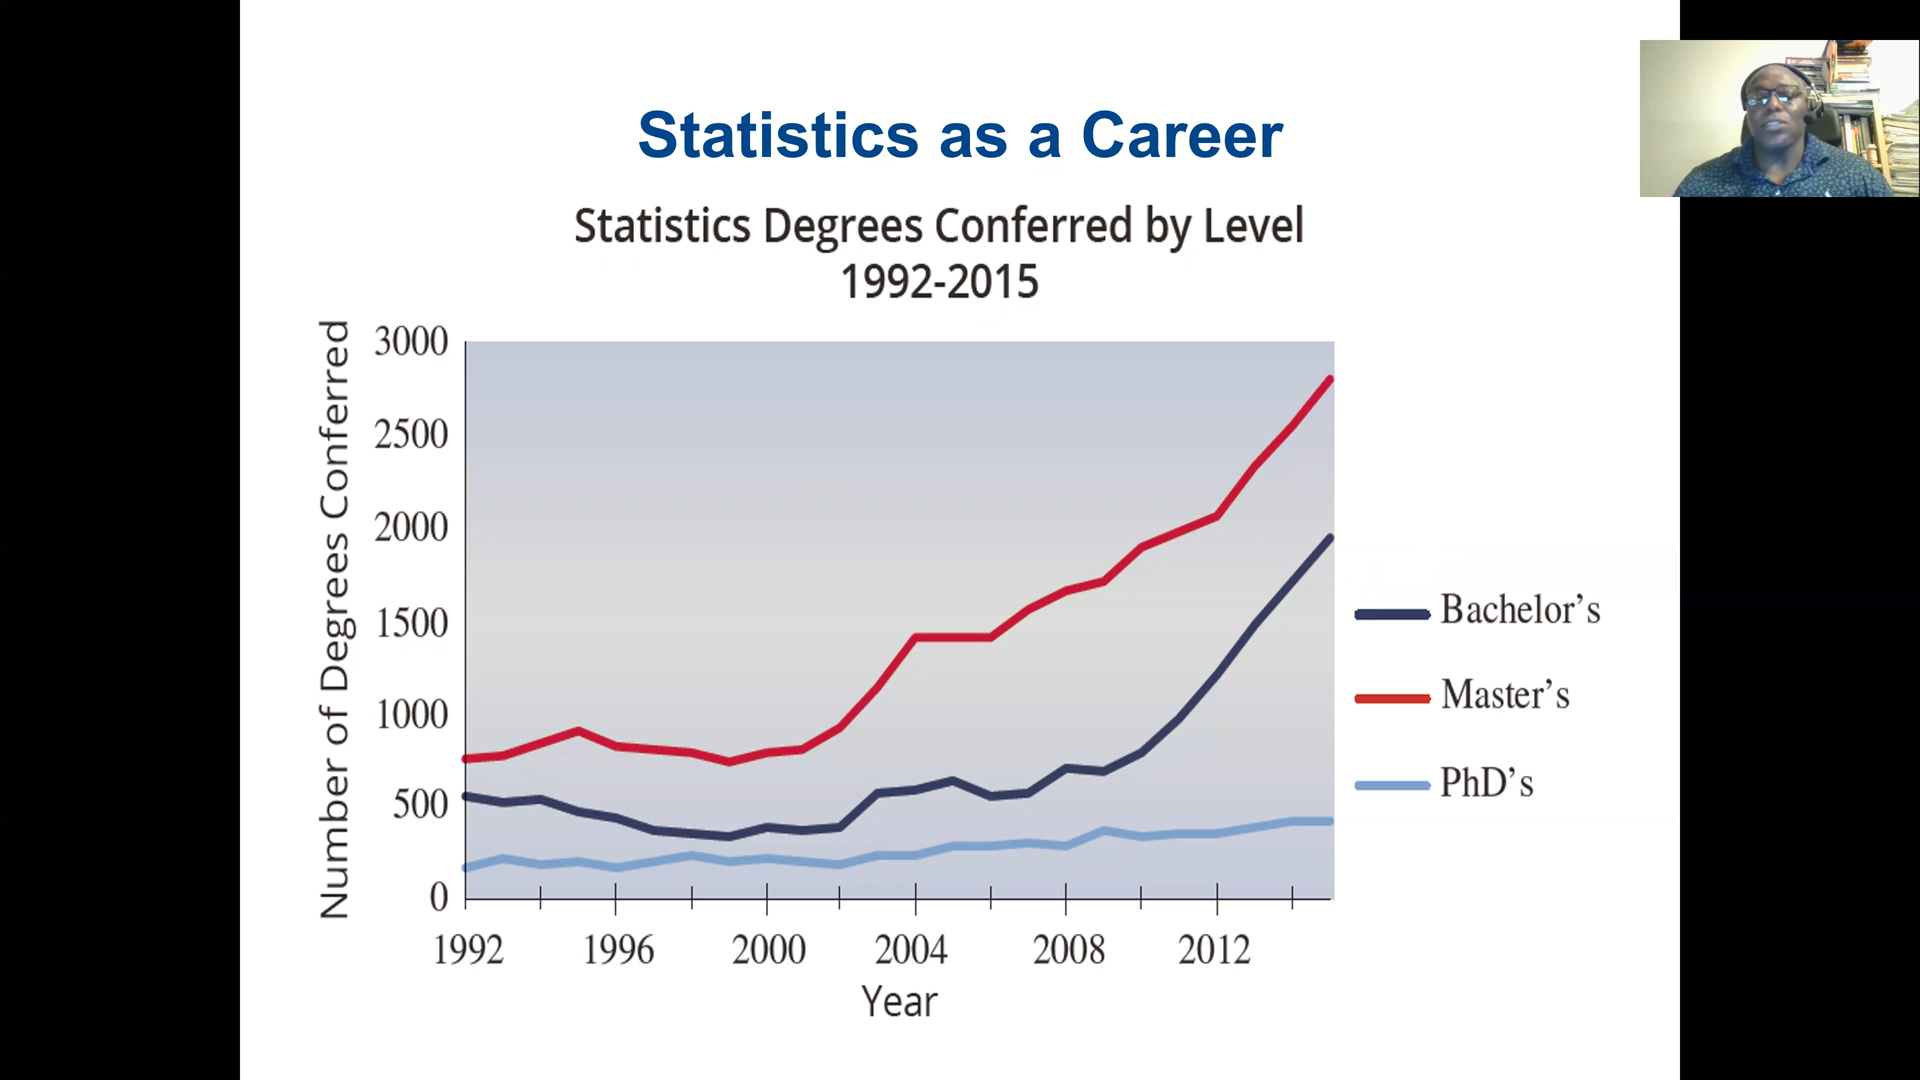 Statistics as a Career
Statistics Degrees Conferred by Level
1992-2015
Number of Degrees Conferred
3000
2500
2000
1500
1000
500
0
1992 1996 2000 2004 2008 2012
Year
Bachelor’s
Master’s
PhD’s